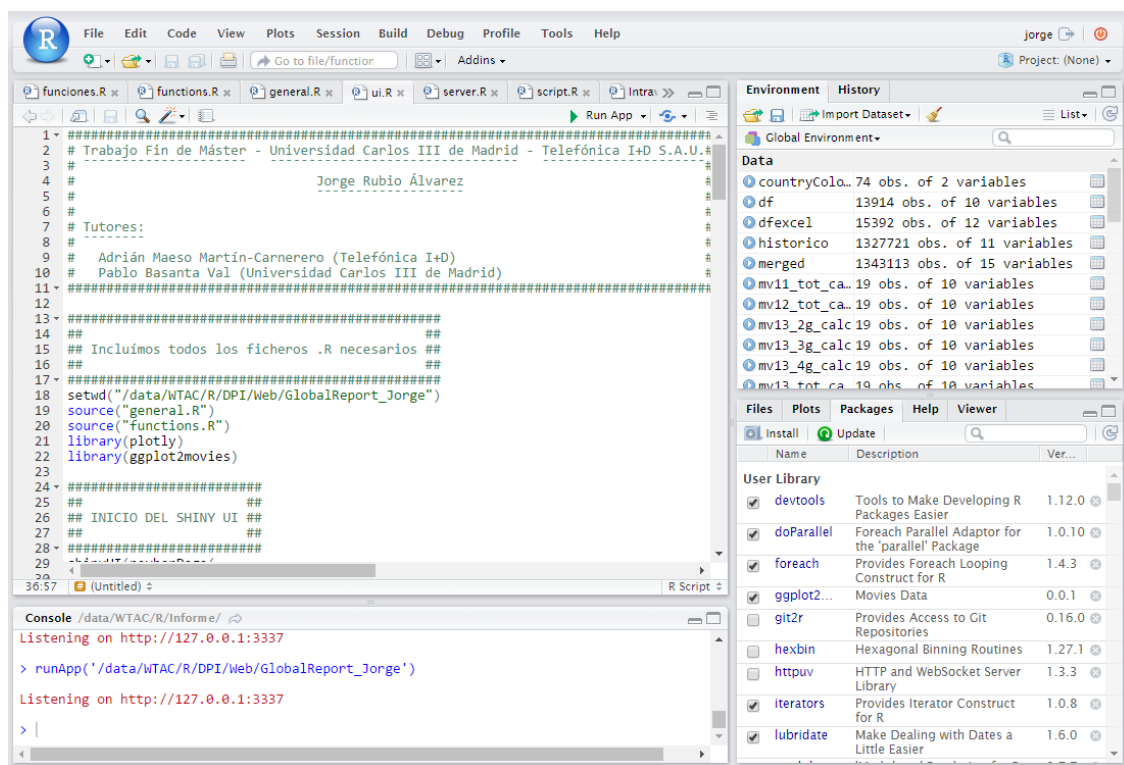 R File Edit Code View Plots Session Build Debug Profile Tools Help jorge
Go to file/function Addins Project: (None)
funciones.R functions.R general.R ui.R server.R script.R
Run App
1 ################################################################################
2 # Trabajo Fin de Máster - Universidad Carlos III de Madrid - Telefónica I+D S.A.U.#
3 # #
4 # Jorge Rubio Álvarez #
5 # #
6 # #
7 # Tutores: #
8 # #
9 # Adrián Maeso Martín-Carnerero (Telefónica I+D) #
10 # Pablo Basanta Val (Universidad Carlos III de Madrid) #
11 ################################################################################
12
13 ################################################
14 ## ##
15 ## Incluímos todos los ficheros .R necesarios ##
16 ## ##
17 ################################################
18 setwd("/data/WTAC/R/DPI/Web/GlobalReport_Jorge")
19 source("general.R")
20 source("functions.R")
21 library(plotly)
22 library(ggplot2movies)
23
24 #########################
25 ## ##
26 ## INICIO DEL SHINY UI ##
27 ## ##
28 #########################
29
36:57 (Untitled) R Script
Console /data/WTAC/R/Informe/
Listening on http://127.0.0.1:3337
> runApp('/data/WTAC/R/DPI/Web/GlobalReport_Jorge')
Listening on http://127.0.0.1:3337
>
Environment History
Import Dataset List
Global Environment
Data
countryColo… 74 obs. of 2 variables
df 13914 obs. of 10 variables
dfexcel 15392 obs. of 12 variables
historico 1327721 obs. of 11 variables
merged 1343113 obs. of 15 variables
mv11_tot_ca… 19 obs. of 10 variables
mv12_tot_ca… 19 obs. of 10 variables
mv13_2g_calc 19 obs. of 10 variables
mv13_3g_calc 19 obs. of 10 variables
mv13_4g_calc 19 obs. of 10 variables
mv13 tot ca 19 obs. of 10 variables
Files Plots Packages Help Viewer
Install Update
Name Description Ver...
User Library
devtools Tools to Make Developing R Packages Easier 1.12.0
doParallel Foreach Parallel Adaptor for the 'parallel' Package 1.0.10
foreach Provides Foreach Looping Construct for R 1.4.3
ggplot2... Movies Data 0.0.1
git2r Provides Access to Git Repositories 0.16.0
hexbin Hexagonal Binning Routines 1.27.1
httpuv HTTP and WebSocket Server Library 1.3.3
iterators Provides Iterator Construct for R 1.0.8
lubridate Make Dealing with Dates a Little Easier 1.6.0